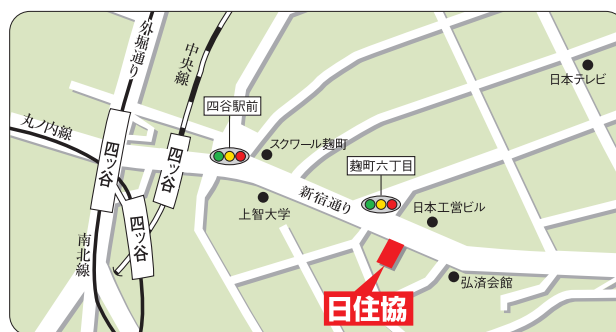 外堀通り
中央線
日本テレビ
四谷駅前
丸ノ内線
スクワール麹町
四ッ谷
四ッ谷
麹町六丁目
新宿通り
上智大学
日本工営ビル
四ッ谷
南北線
弘済会館
日住協